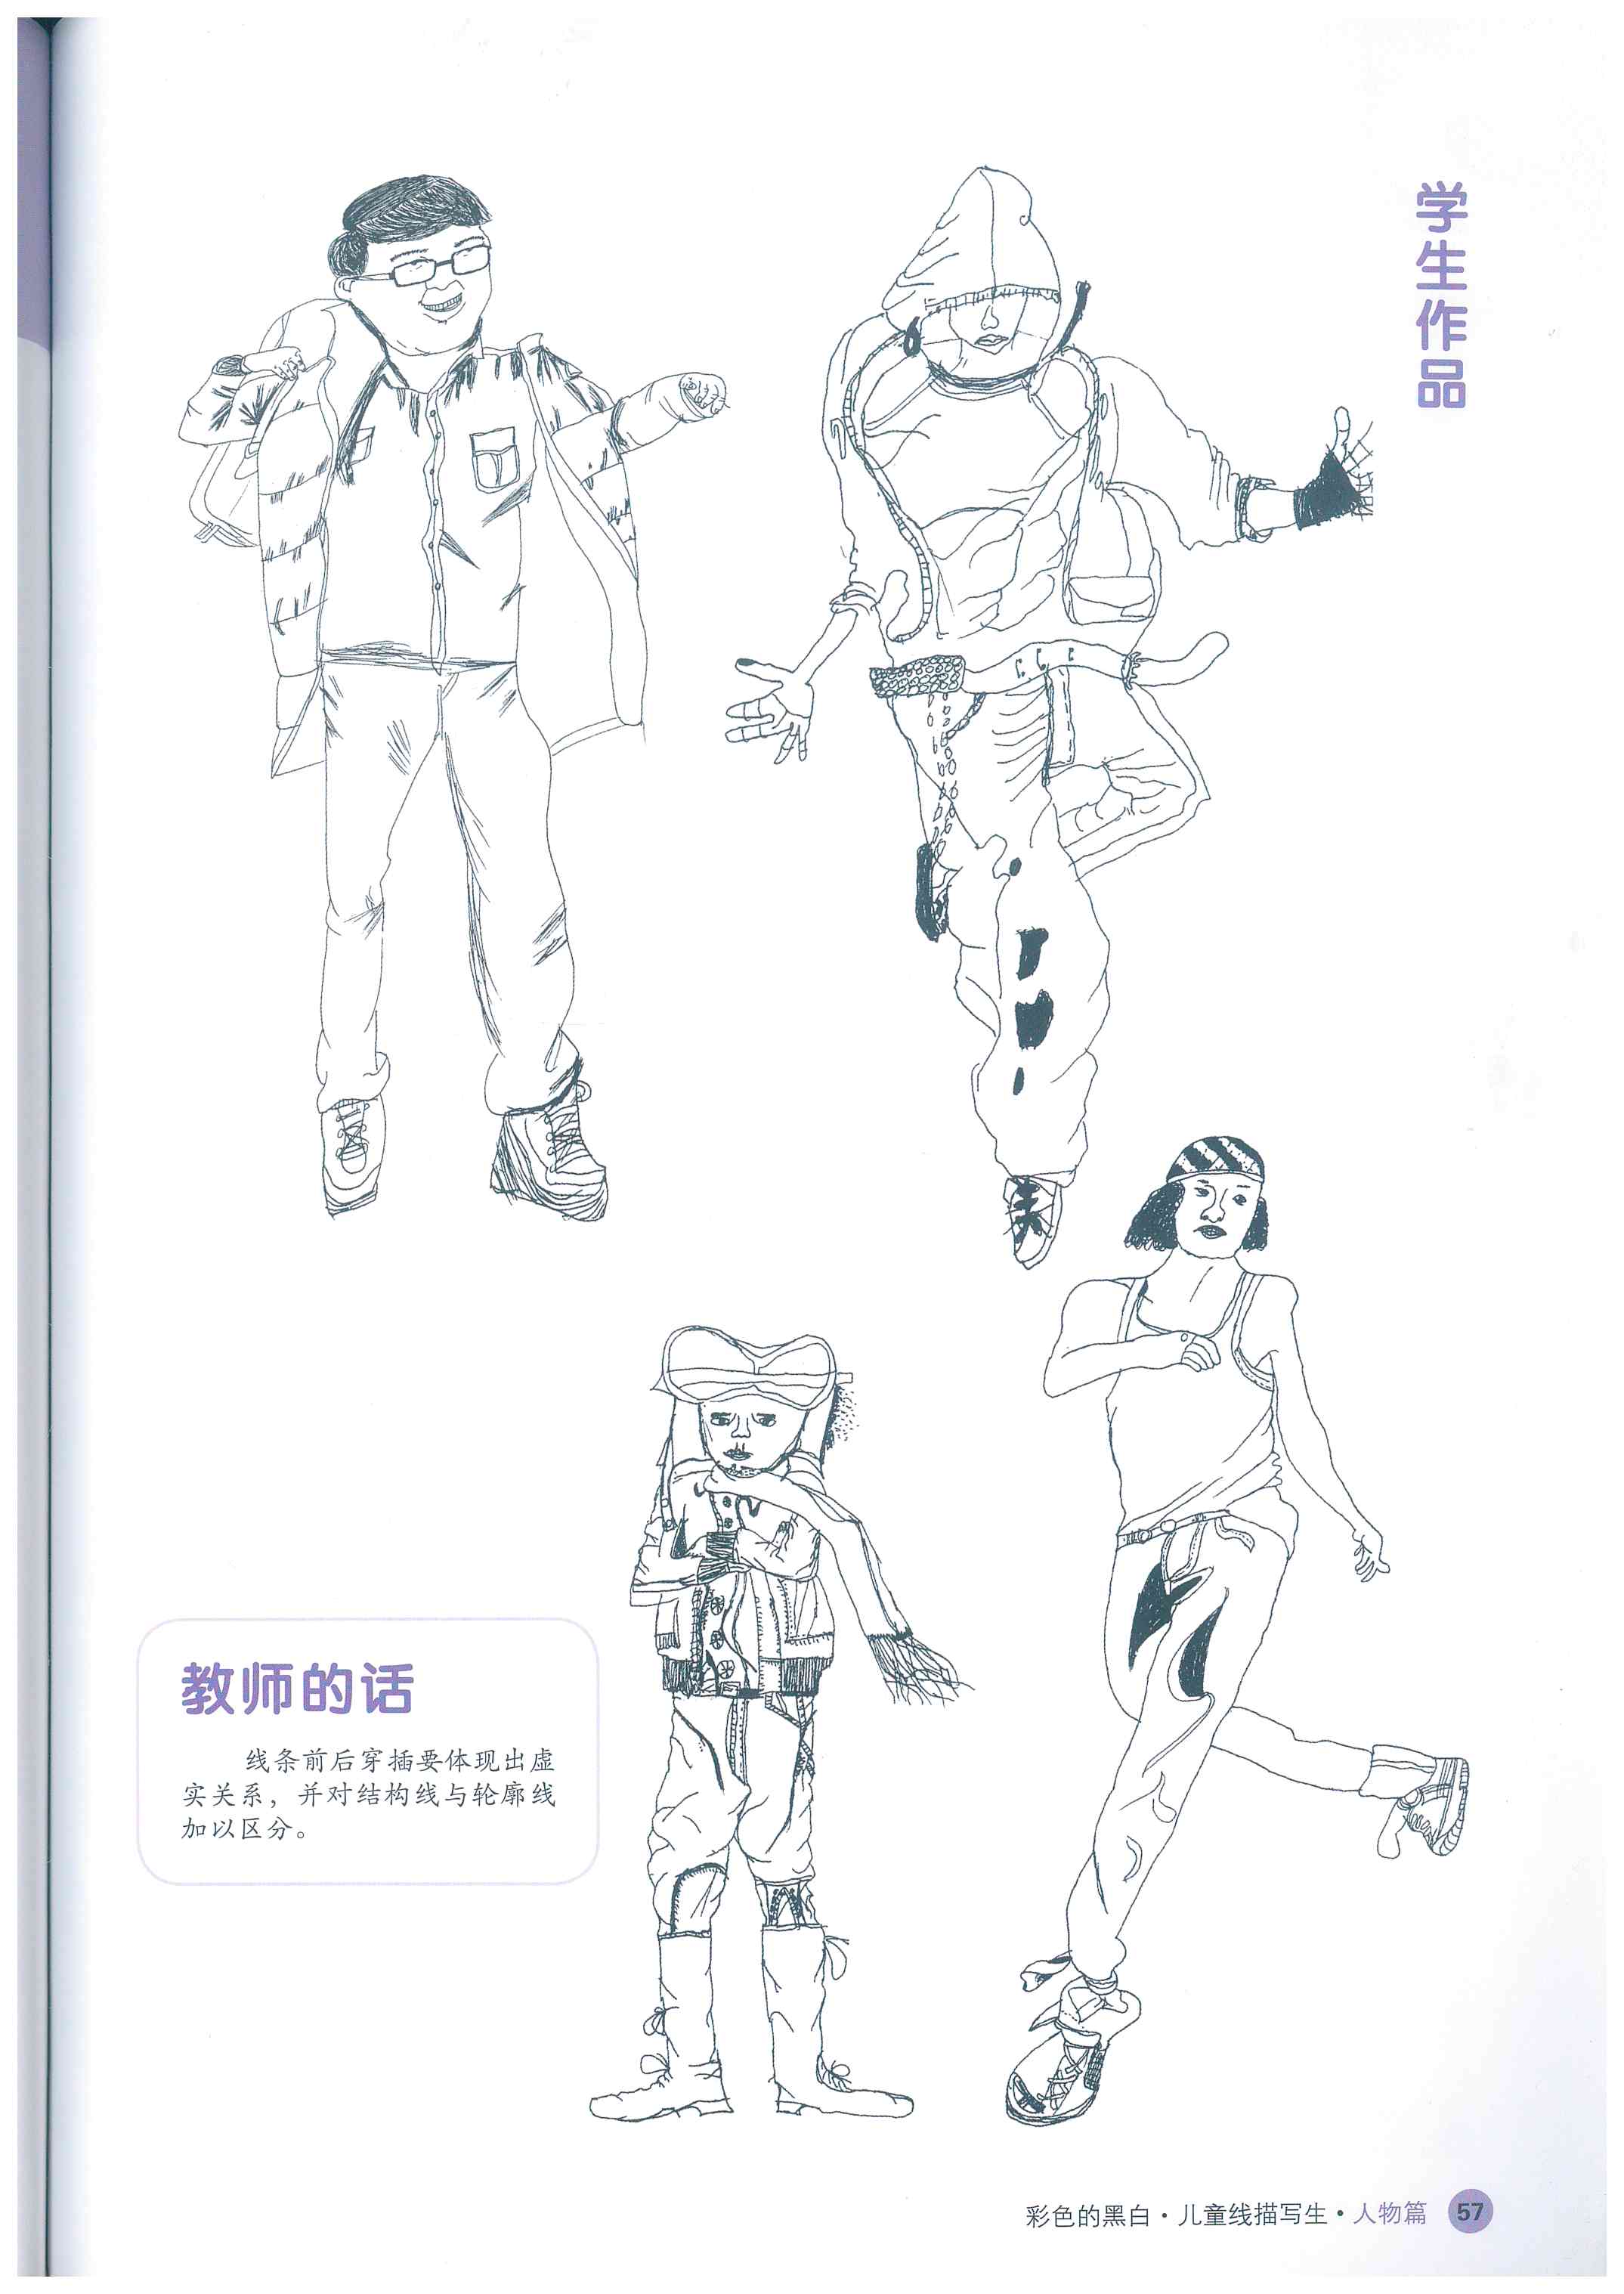 学生作品
教师的话
线条前后穿插要体现出虚
实关系，并对结构线与轮廓线
加以区分。
彩色的黑白·儿童线描写生·人物篇 57